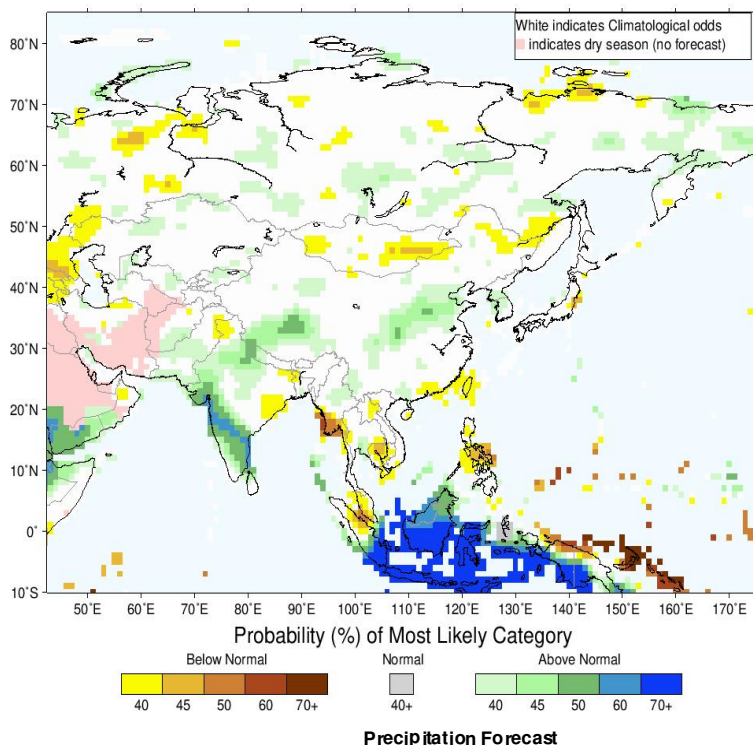 White indicates Climatological odds
indicates dry season (no forecast)
80°N
70°N
60°N
50°N
40°N
30°N
20°N
10°N
0°
10°S
50°E 60°E 70°E 80°E 90°E 100°E 110°E 120°E 130°E 140°E 150°E 160°E 170°E
Probability (%) of Most Likely Category
Below Normal Normal Above Normal
40 45 50 60 70+ 40+ 40 45 50 60 70+
Precipitation Forecast